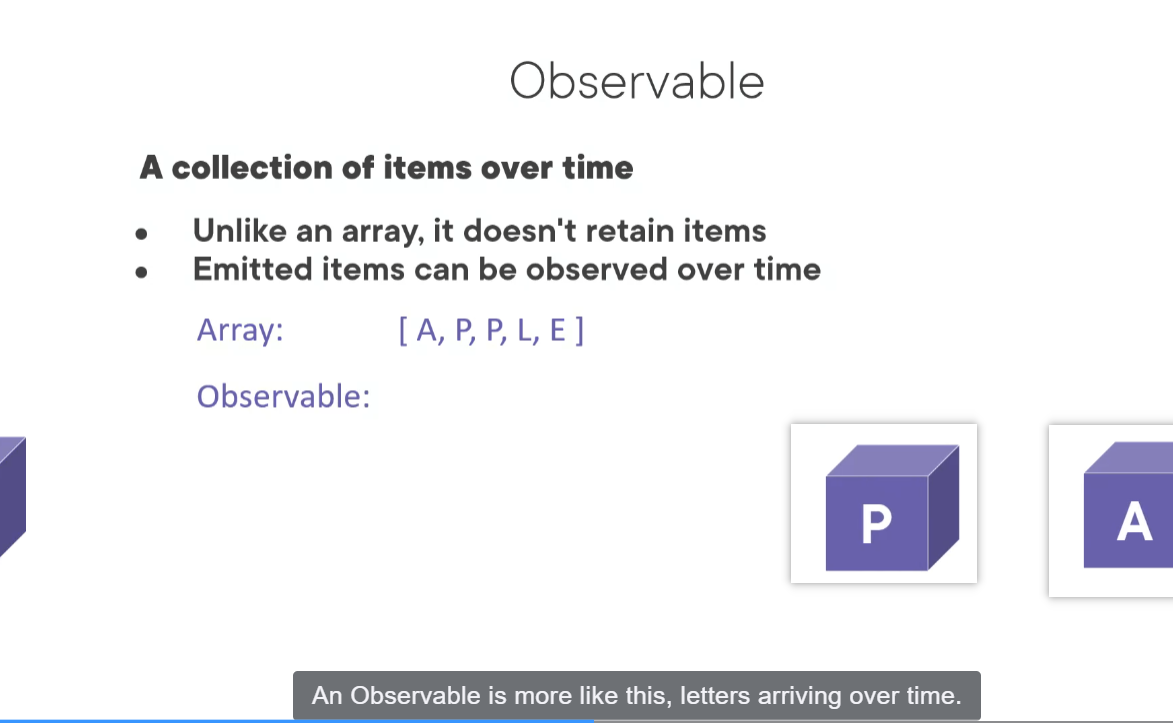 Observable
A collection of items over time
• Unlike an array, it doesn't retain items
• Emitted items can be observed over time
Array: [ A, P, P, L, E ]
Observable:
P A
An Observable is more like this, letters arriving over time.